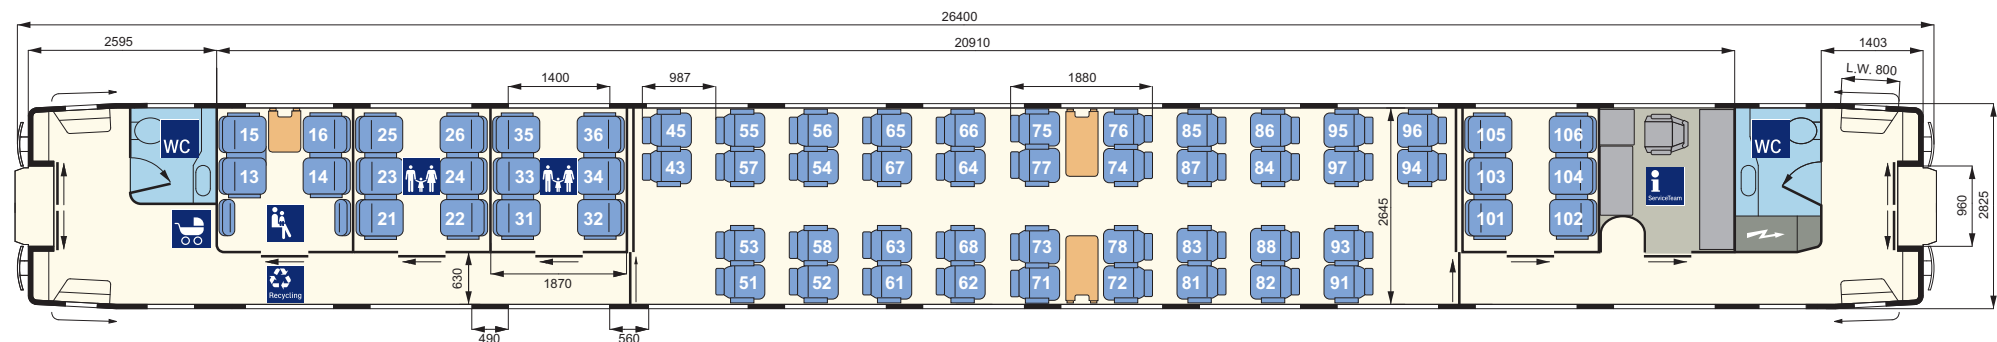 26400
2595 20910 1403
1400 987 1880 L.W. 800
WC 15 16 25 26 35 36 45 55 56 65 66 75 76 85 86 95 96 105 106 WC
13 14 23 24 33 34 43 57 54 67 64 77 74 87 84 97 94 103 104
i
ServiceTeam
21 22 31 32 101 102
2645 960 2825
53 58 63 68 73 78 83 88 93
630
Recycling
1870 51 52 61 62 71 72 81 82 91
490 560